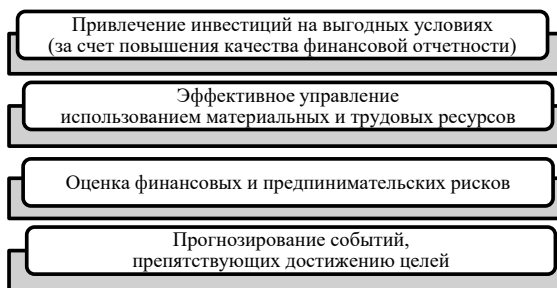 Привлечение инвестиций на выгодных условиях
(за счет повышения качества финансовой отчетности)
Эффективное управление
использованием материальных и трудовых ресурсов
Оценка финансовых и предпинимательских рисков
Прогнозирование событий,
препятствующих достижению целей